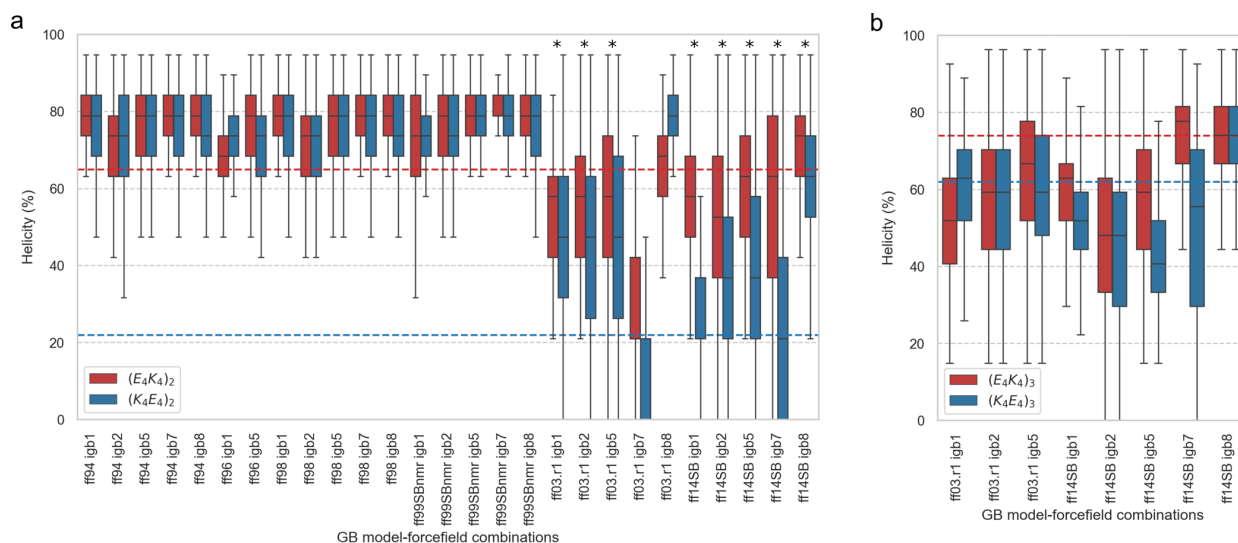 a
Helicity (%)
100
80
60
40
20
0
* * * * * * * *
(E₄K₄)₂
(K₄E₄)₂
ff94 igb1
ff94 igb2
ff94 igb5
ff94 igb7
ff94 igb8
ff96 igb1
ff96 igb5
ff98 igb1
ff98 igb2
ff98 igb5
ff98 igb7
ff98 igb8
ff99SBnmr igb1
ff99SBnmr igb2
ff99SBnmr igb5
ff99SBnmr igb7
ff99SBnmr igb8
ff03.r1 igb1
ff03.r1 igb2
ff03.r1 igb5
ff03.r1 igb7
ff03.r1 igb8
ff14SB igb1
ff14SB igb2
ff14SB igb5
ff14SB igb7
ff14SB igb8
GB model-forcefield combinations
b
Helicity (%)
100
80
60
40
20
0
(E₄K₄)₃
(K₄E₄)₃
ff03.r1 igb1
ff03.r1 igb2
ff03.r1 igb5
ff14SB igb1
ff14SB igb2
ff14SB igb5
ff14SB igb7
ff14SB igb8
GB model-forcefield combinations